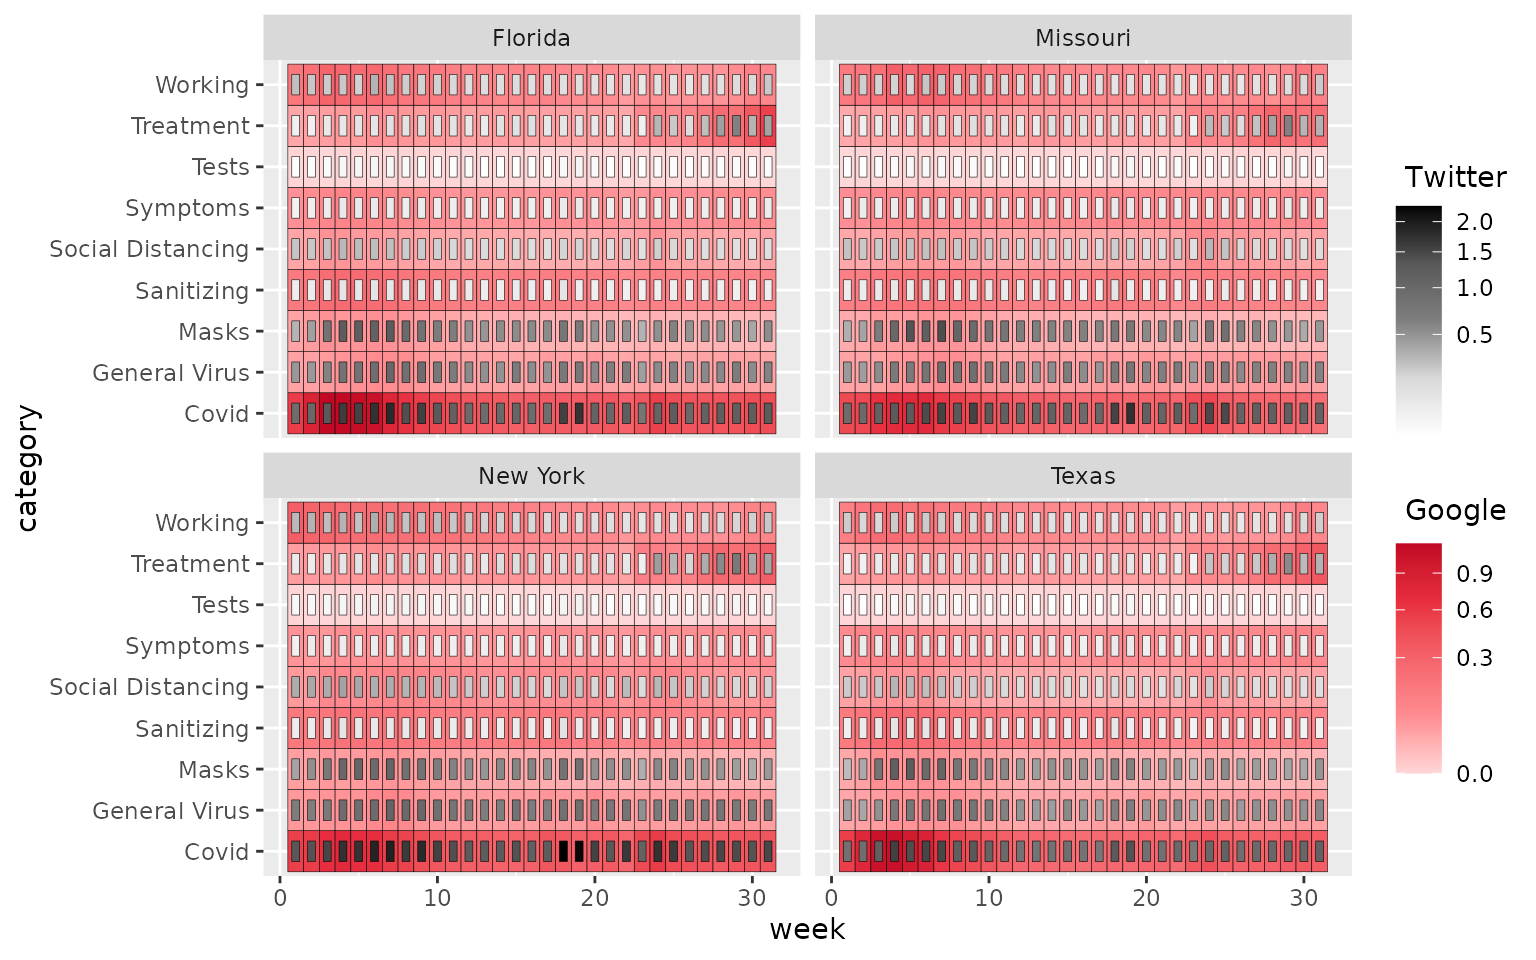 Florida
Missouri
Working
Treatment
Tests
Symptoms
Social Distancing
Sanitizing
Masks
General Virus
Covid
New York
Texas
Working
Treatment
Tests
Symptoms
Social Distancing
Sanitizing
Masks
General Virus
Covid
0 10 20 30
0 10 20 30
week
category
Twitter
2.0
1.5
1.0
0.5
Google
0.9
0.6
0.3
0.0